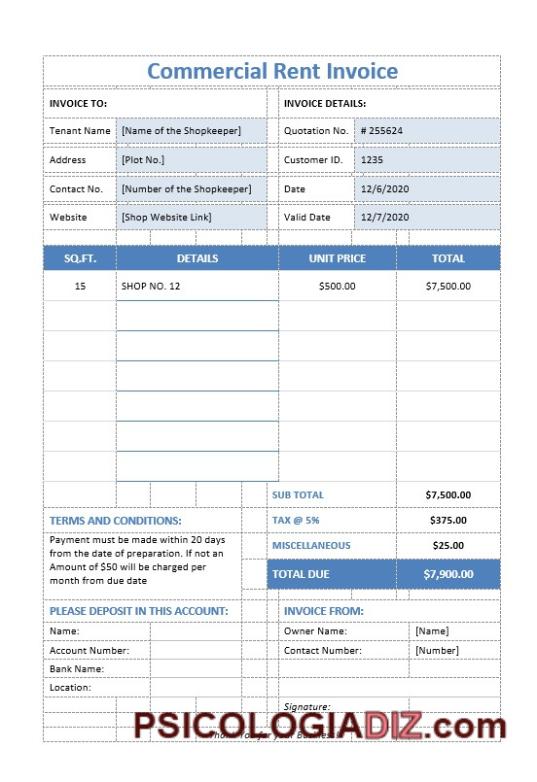 Commercial Rent Invoice
INVOICE TO: INVOICE DETAILS:
Tenant Name [Name of the Shopkeeper] Quotation No. # 255624
Address [Plot No.] Customer ID. 1235
Contact No. [Number of the Shopkeeper] Date 12/6/2020
Website [Shop Website Link] Valid Date 12/7/2020
SQ.FT. DETAILS UNIT PRICE TOTAL
15 SHOP NO. 12 $500.00 $7,500.00
SUB TOTAL $7,500.00
TERMS AND CONDITIONS: TAX @ 5% $375.00
Payment must be made within 20 days
from the date of preparation. If not an
Amount of $50 will be charged per
month from due date
MISCELLANEOUS $25.00
TOTAL DUE $7,900.00
PLEASE DEPOSIT IN THIS ACCOUNT: INVOICE FROM:
Name: Owner Name: [Name]
Account Number: Contact Number: [Number]
Bank Name:
Location:
Signature:
PSICOLOGIADIZ.com
Thank You for your Business!